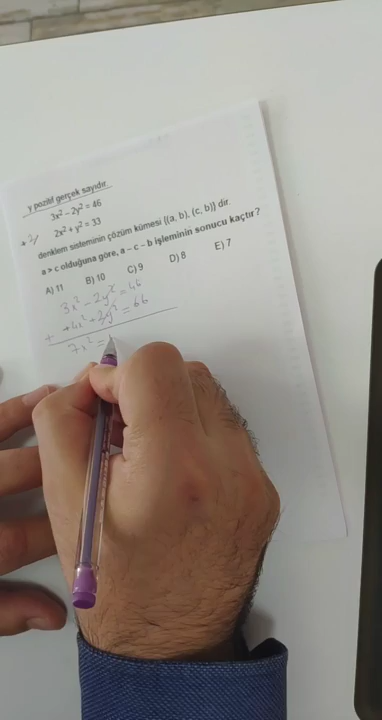 y pozitif gerçek sayıdır.
3x² – 2y² = 46
+2/ 2x² + y² = 33
denklem sisteminin çözüm kümesi {(a, b), (c, b)} dir.
a > c olduğuna göre, a – c – b işleminin sonucu kaçtır?
A) 11 B) 10 C) 9 D) 8 E) 7
3x² – 2y² = 46
+ 4x² + 2y² = 66
7x² =